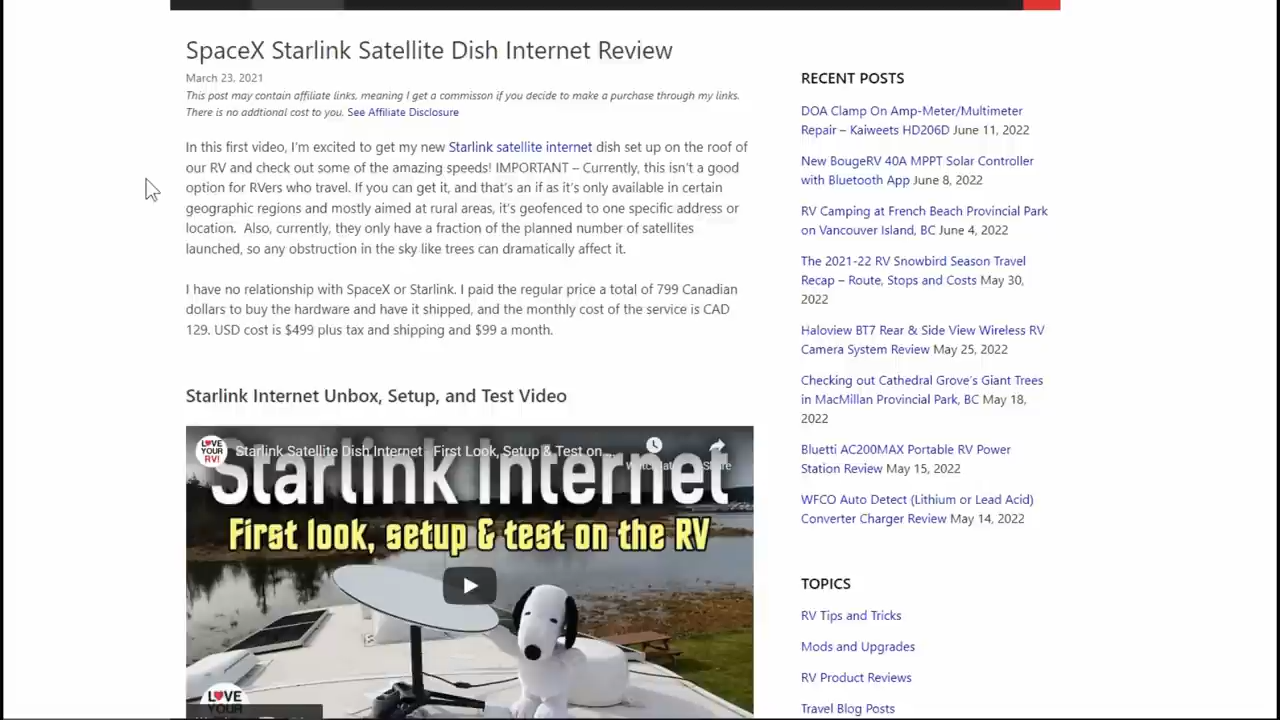 SpaceX Starlink Satellite Dish Internet Review
March 23, 2021
This post may contain affiliate links, meaning I get a commisson if you decide to make a purchase through my links.
There is no addtional cost to you. See Affiliate Disclosure
In this first video, I'm excited to get my new Starlink satellite internet dish set up on the roof of
our RV and check out some of the amazing speeds! IMPORTANT – Currently, this isn't a good
option for RVers who travel. If you can get it, and that's an if as it's only available in certain
geographic regions and mostly aimed at rural areas, it's geofenced to one specific address or
location. Also, currently, they only have a fraction of the planned number of satellites
launched, so any obstruction in the sky like trees can dramatically affect it.
I have no relationship with SpaceX or Starlink. I paid the regular price a total of 799 Canadian
dollars to buy the hardware and have it shipped, and the monthly cost of the service is CAD
129. USD cost is $499 plus tax and shipping and $99 a month.
Starlink Internet Unbox, Setup, and Test Video
LOVE YOUR RV!
Starlink Satellite Dish Internet - First Look, Setup & Test on...
Share
Starlink Internet
First look, setup & test on the RV
LOVE
YOUR
RECENT POSTS
DOA Clamp On Amp-Meter/Multimeter
Repair – Kaiweets HD206D June 11, 2022
New BougeRV 40A MPPT Solar Controller
with Bluetooth App June 8, 2022
RV Camping at French Beach Provincial Park
on Vancouver Island, BC June 4, 2022
The 2021-22 RV Snowbird Season Travel
Recap – Route, Stops and Costs May 30,
2022
Haloview BT7 Rear & Side View Wireless RV
Camera System Review May 25, 2022
Checking out Cathedral Grove's Giant Trees
in MacMillan Provincial Park, BC May 18,
2022
Bluetti AC200MAX Portable RV Power
Station Review May 15, 2022
WFCO Auto Detect (Lithium or Lead Acid)
Converter Charger Review May 14, 2022
TOPICS
RV Tips and Tricks
Mods and Upgrades
RV Product Reviews
Travel Blog Posts